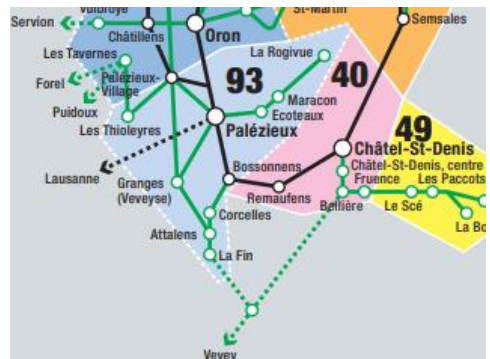 Vuibroye
St-Martin
Servion
Châtillens
Oron
Semsales
Les Tavernes
La Rogivue
93
40
Forel
Palézieux-
Village
Puidoux
Maracon
Ecoteaux
49
Les Thioleyres
Palézieux
Châtel-St-Denis
Châtel-St-Denis, centre
Lausanne
Bossonnens
Fruence
Les Paccots
Granges
(Veveyse)
Remaufens
Bellière
Le Scé
Corcelles
La Bo
Attalens
La Fin
Vevey